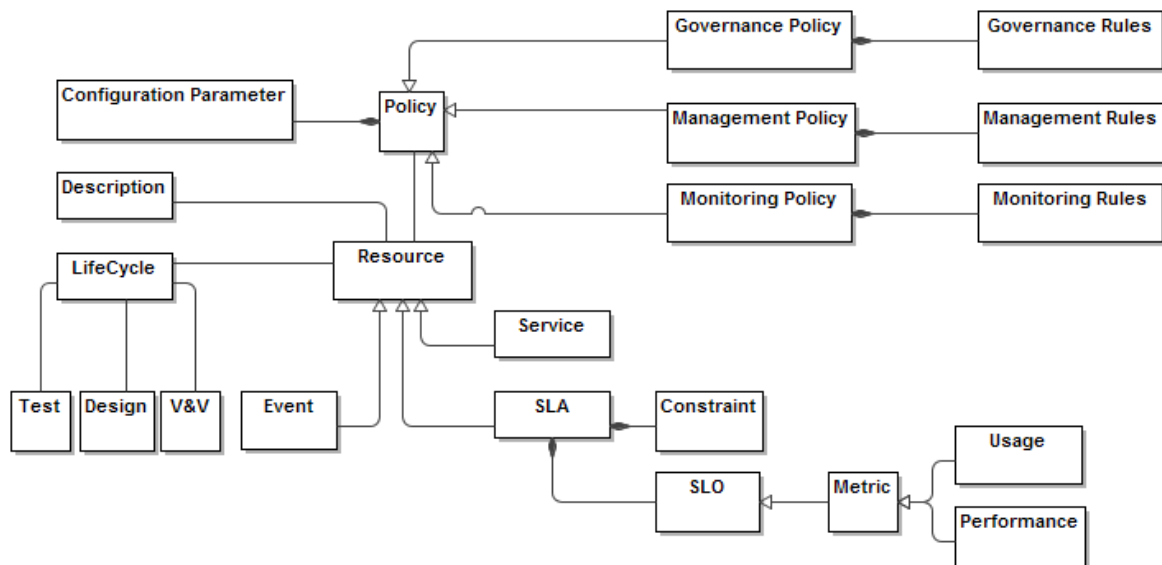 Governance Policy
Governance Rules
Configuration Parameter
Policy
Management Policy
Management Rules
Description
Monitoring Policy
Monitoring Rules
LifeCycle
Resource
Service
Test
Design
V&V
Event
SLA
Constraint
Usage
SLO
Metric
Performance